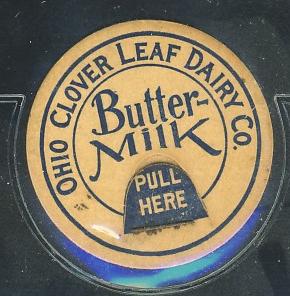 OHIO CLOVER LEAF DAIRY CO.
Butter-
MILK
PULL
HERE